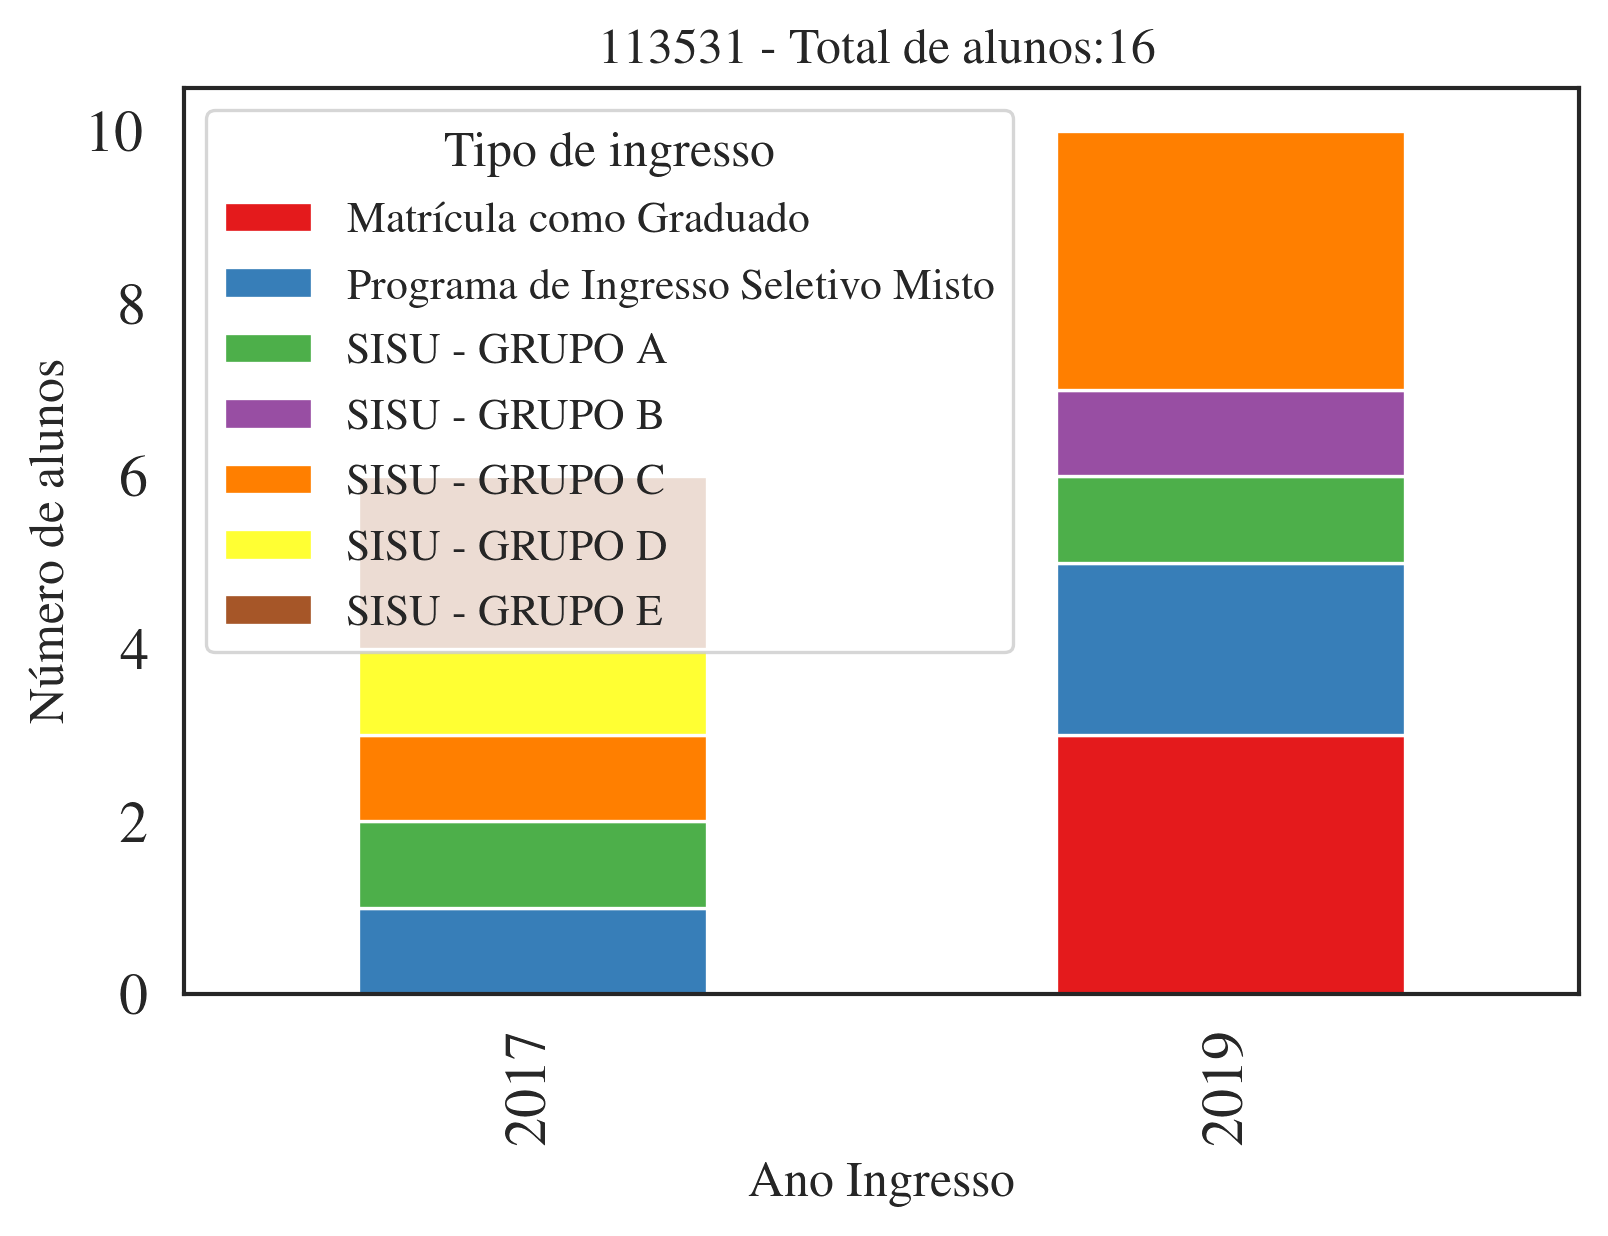 113531 - Total de alunos:16
10
8
6
4
2
0
Número de alunos
Tipo de ingresso
Matrícula como Graduado
Programa de Ingresso Seletivo Misto
SISU - GRUPO A
SISU - GRUPO B
SISU - GRUPO C
SISU - GRUPO D
SISU - GRUPO E
2017
2019
Ano Ingresso